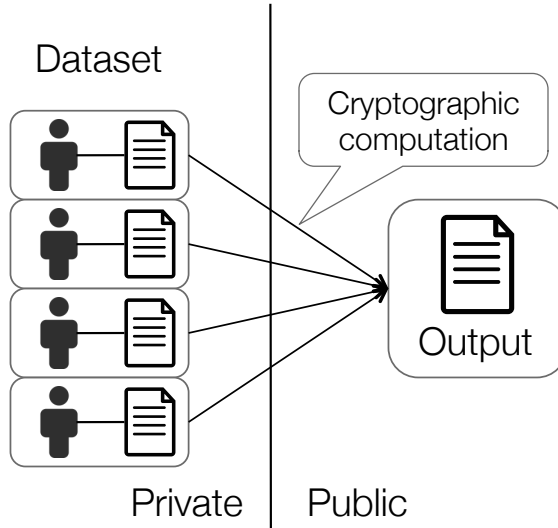 Dataset
Cryptographic
computation
Output
Private
Public